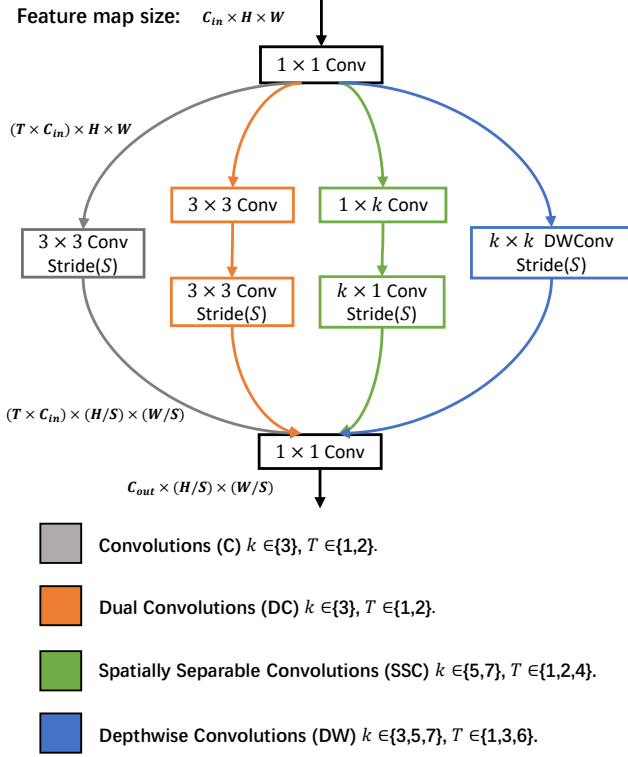 Feature map size: C_in × H × W
1 × 1 Conv
(T × C_in) × H × W
3 × 3 Conv
1 × k Conv
3 × 3 Conv
Stride(S)
k × k DWConv
Stride(S)
3 × 3 Conv
Stride(S)
k × 1 Conv
Stride(S)
(T × C_in) × (H/S) × (W/S)
1 × 1 Conv
C_out × (H/S) × (W/S)
Convolutions (C) k ∈{3}, T ∈{1,2}.
Dual Convolutions (DC) k ∈{3}, T ∈{1,2}.
Spatially Separable Convolutions (SSC) k ∈{5,7}, T ∈{1,2,4}.
Depthwise Convolutions (DW) k ∈{3,5,7}, T ∈{1,3,6}.